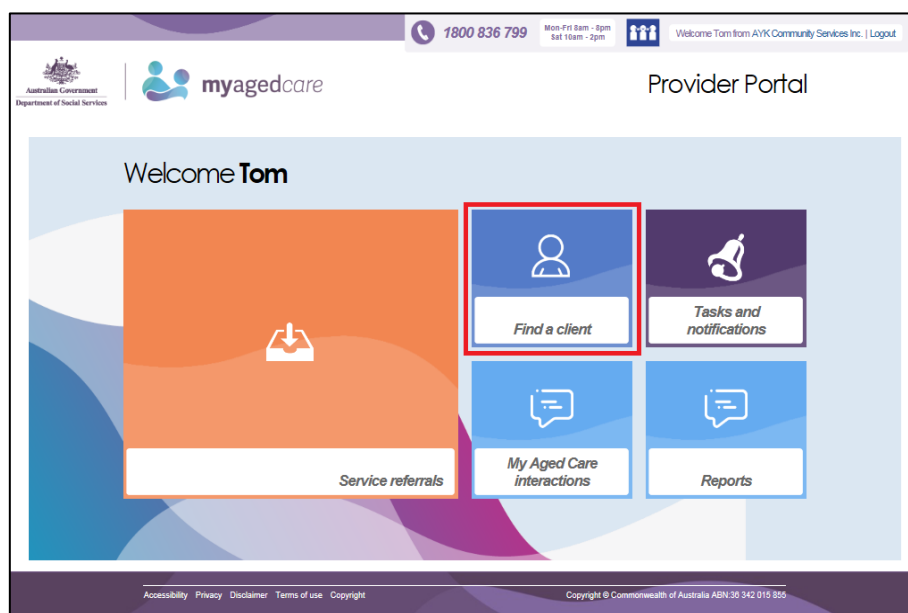 1800 836 799
Mon-Fri 8am - 8pm
Sat 10am - 2pm
Welcome Tom from AYK Community Services Inc. | Logout
Australian Government
Department of Social Services
myagedcare
Provider Portal
Welcome Tom
Find a client
Tasks and
notifications
Service referrals
My Aged Care
interactions
Reports
Accessibility Privacy Disclaimer Terms of use Copyright
Copyright © Commonwealth of Australia ABN:36 342 015 855